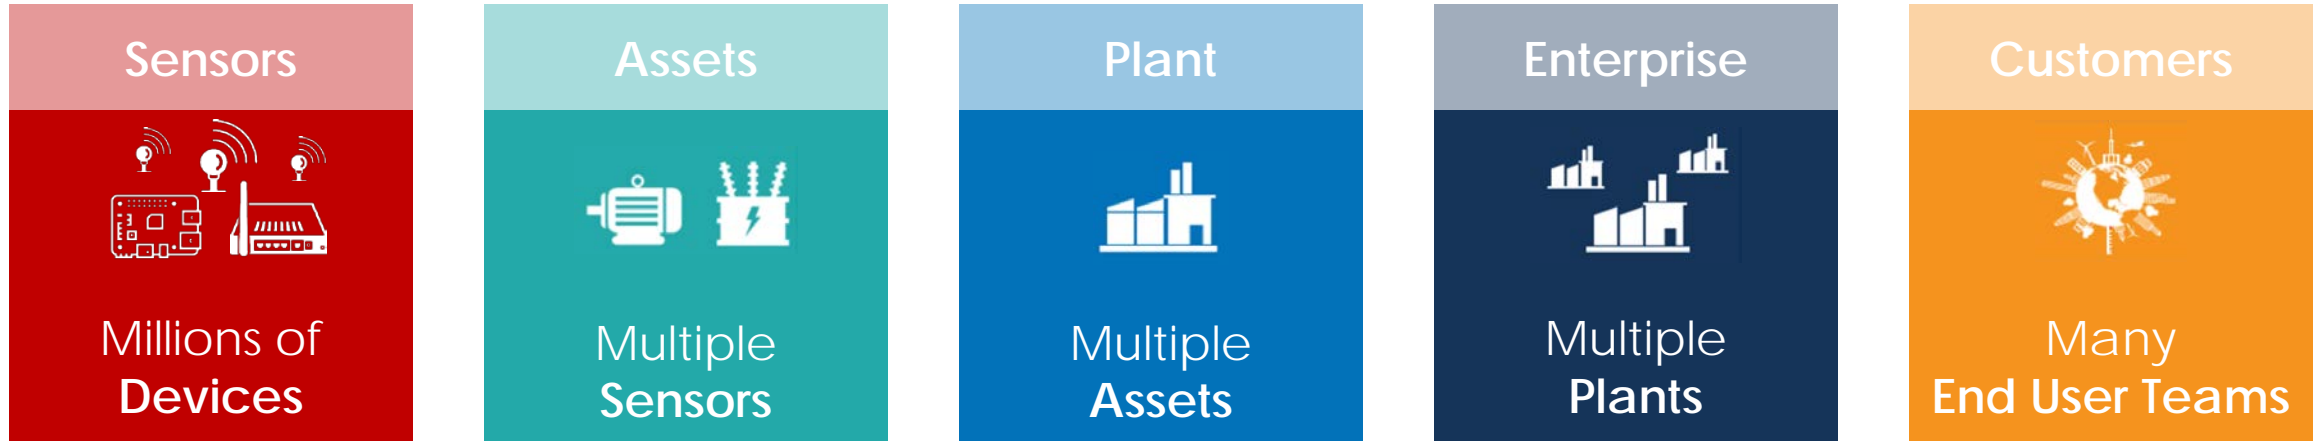 Sensors
Millions of
Devices
Assets
Multiple
Sensors
Plant
Multiple
Assets
Enterprise
Multiple
Plants
Customers
Many
End User Teams